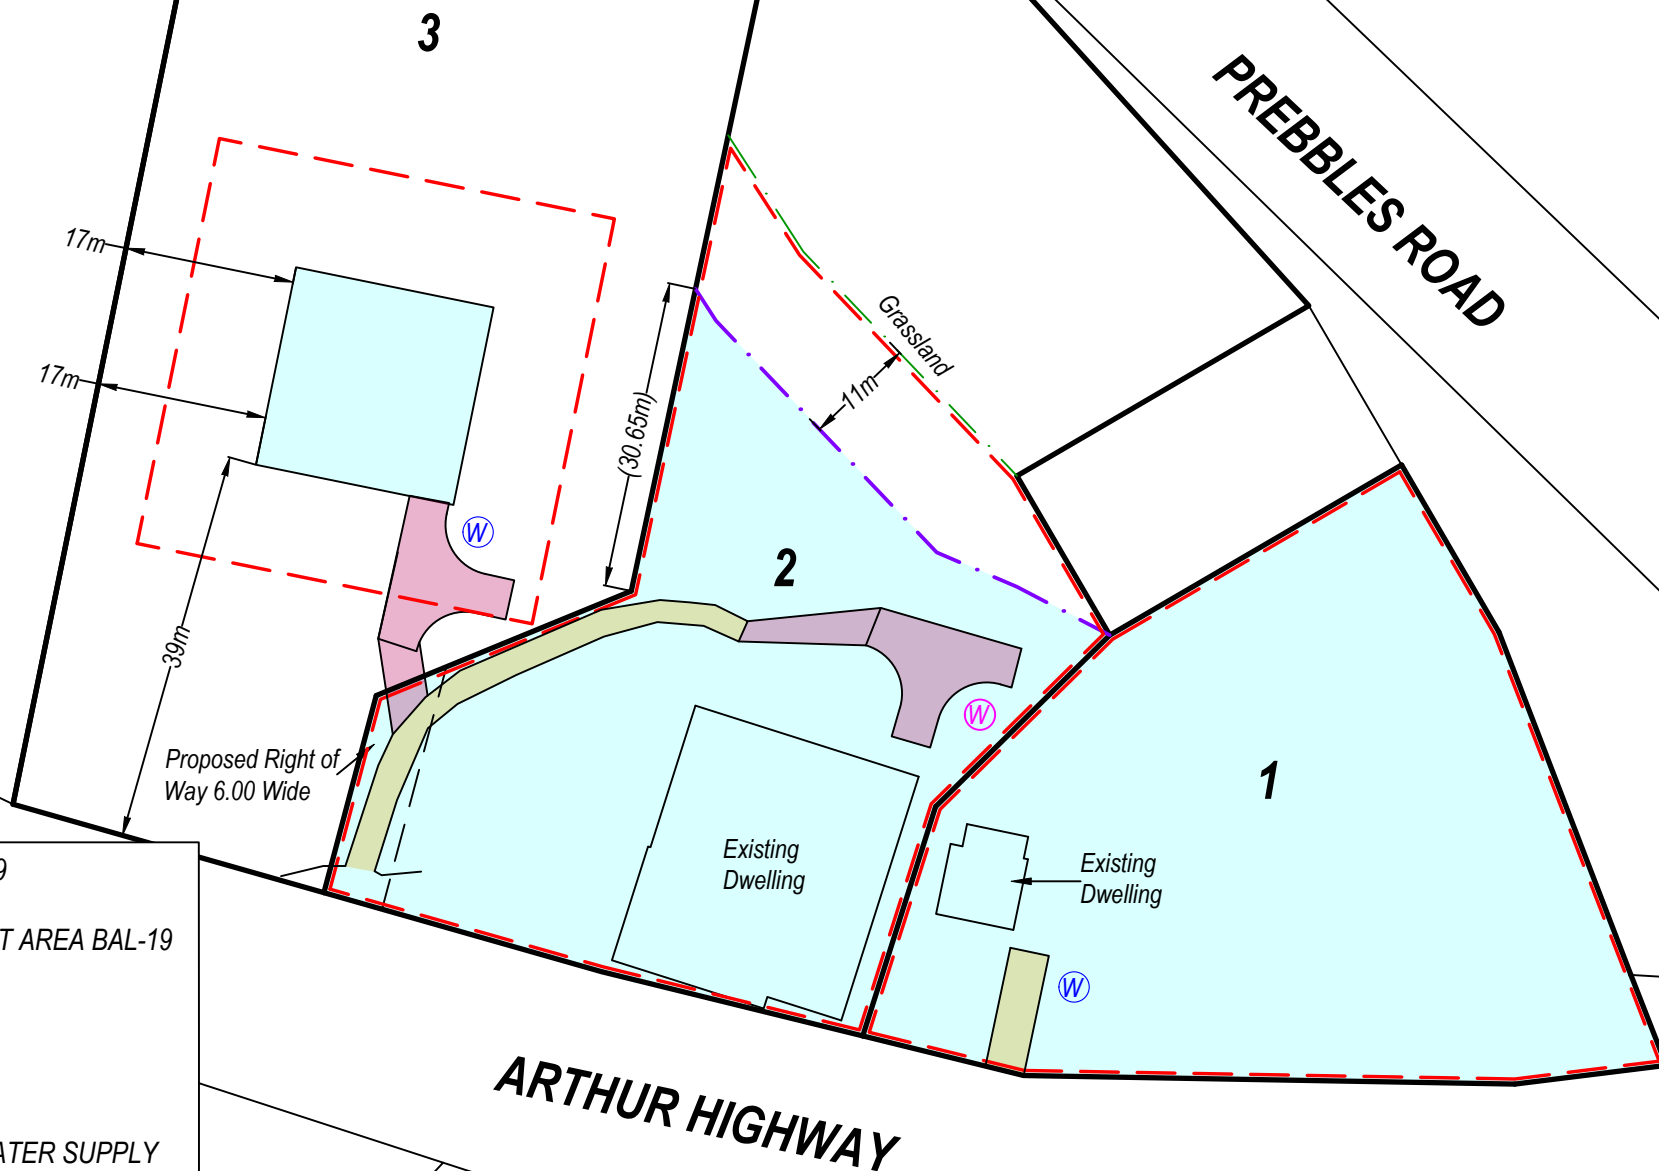 3
PREBBLES ROAD
17m
17m
Grassland
11m
(30.65m)
W
2
39m
W
Proposed Right of
Way 6.00 Wide
1
Existing
Dwelling
Existing
Dwelling
W
9
T AREA BAL-19
ATER SUPPLY
ARTHUR HIGHWAY